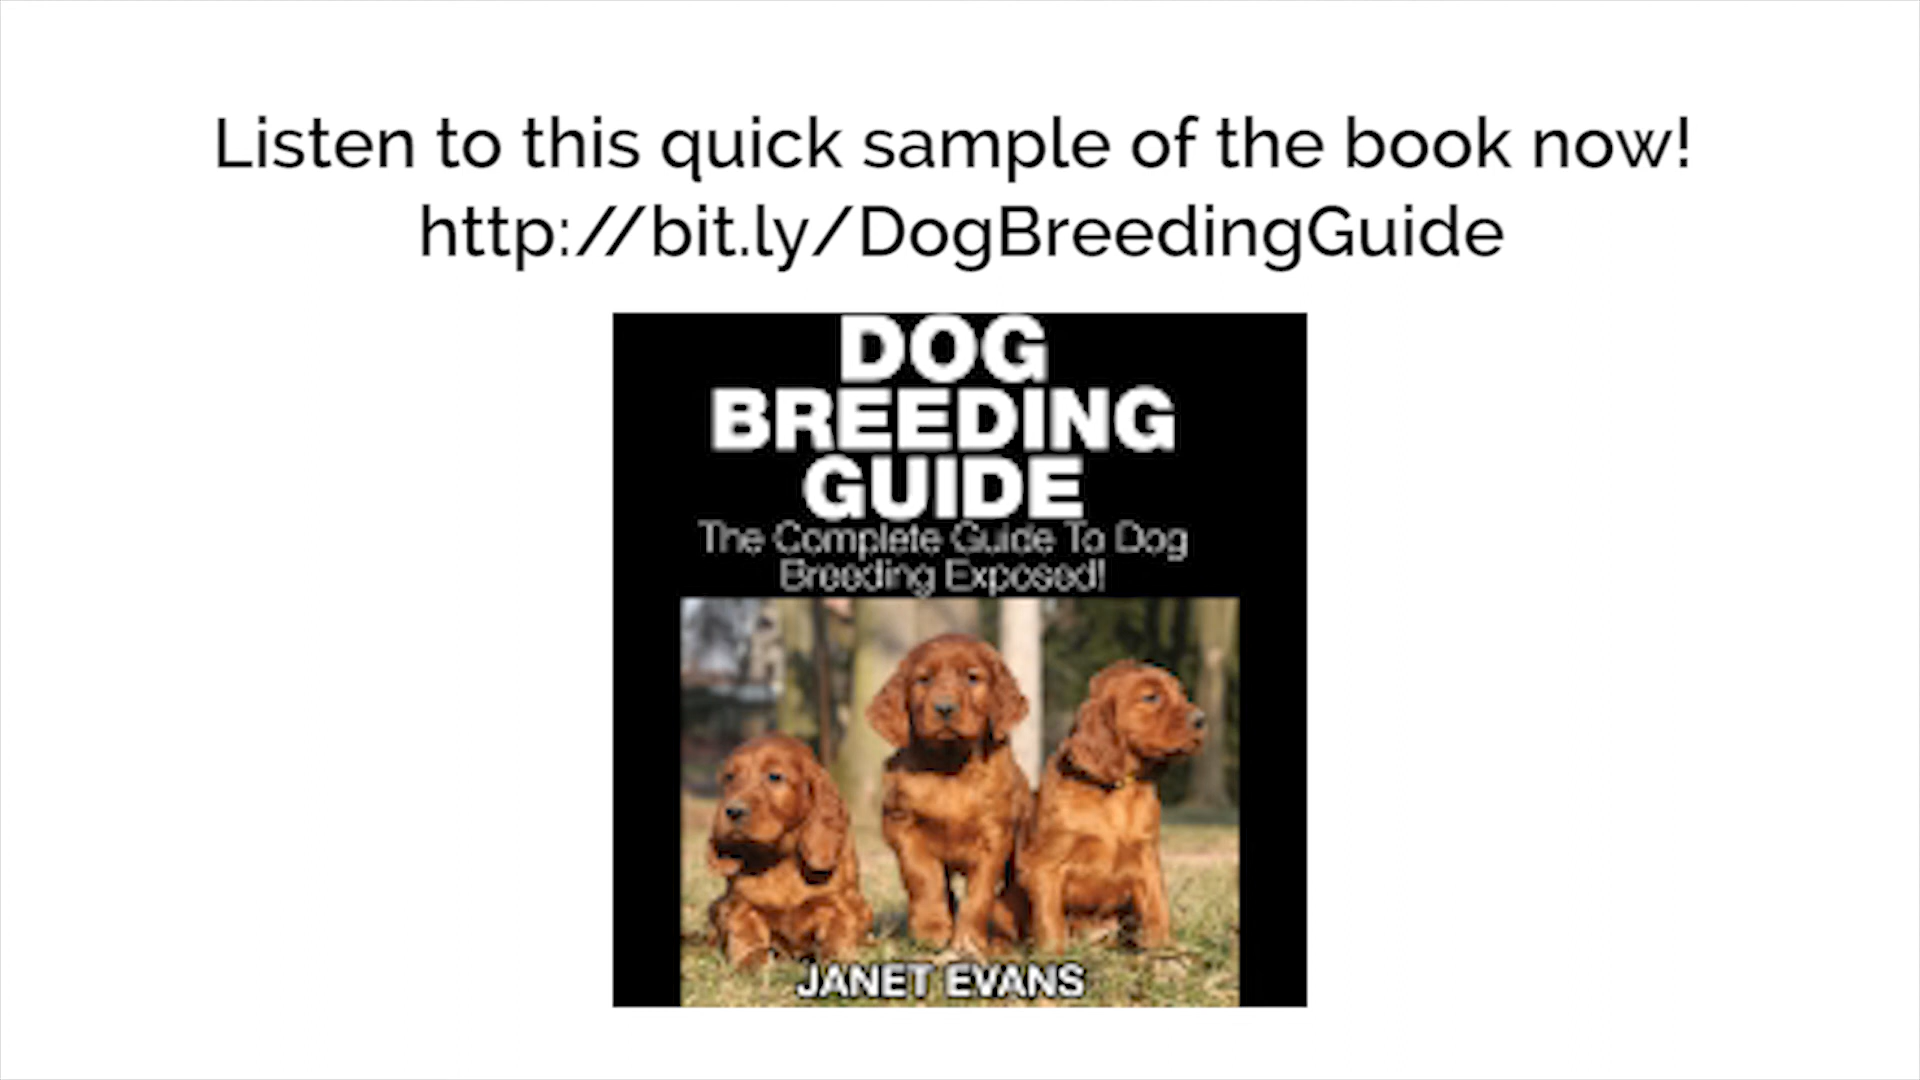 Listen to this quick sample of the book now!
http://bit.ly/DogBreedingGuide
DOG
BREEDING
GUIDE
The Complete Guide To Dog
Breeding Exposed!
JANET EVANS